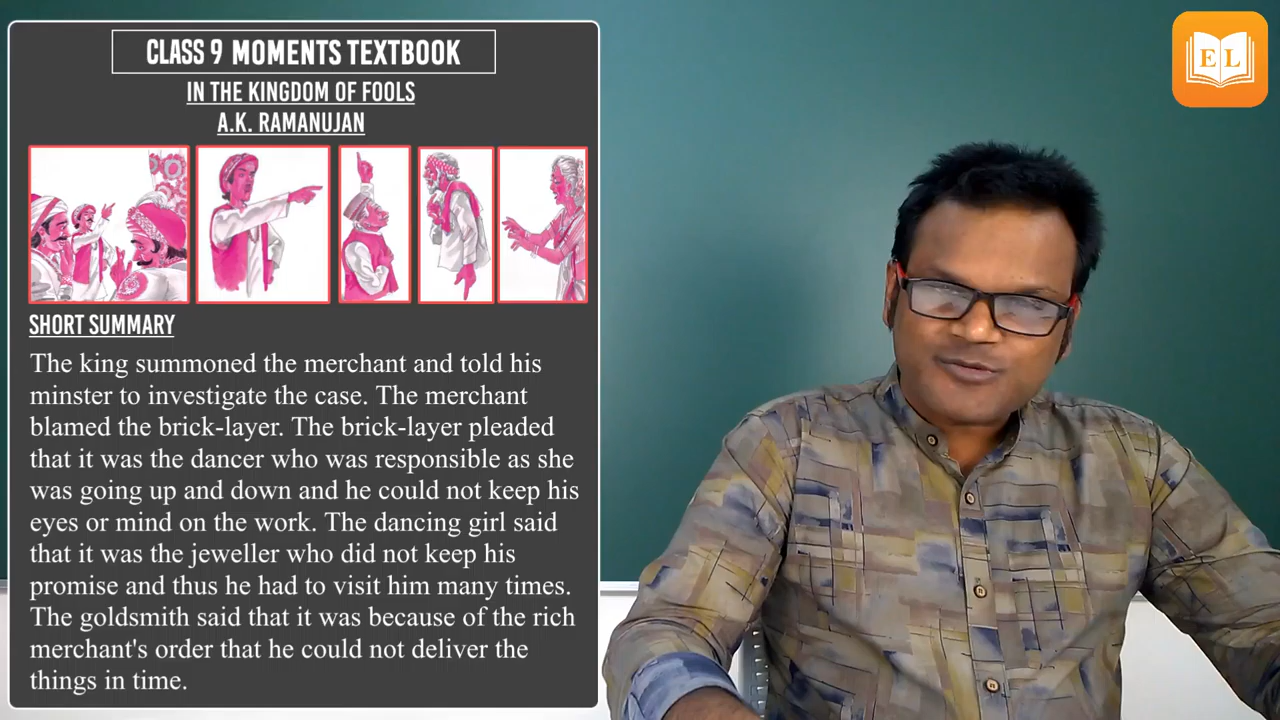 CLASS 9 MOMENTS TEXTBOOK
IN THE KINGDOM OF FOOLS
A.K. RAMANUJAN
SHORT SUMMARY
The king summoned the merchant and told his
minster to investigate the case. The merchant
blamed the brick-layer. The brick-layer pleaded
that it was the dancer who was responsible as she
was going up and down and he could not keep his
eyes or mind on the work. The dancing girl said
that it was the jeweller who did not keep his
promise and thus he had to visit him many times.
The goldsmith said that it was because of the rich
merchant's order that he could not deliver the
things in time.
EL